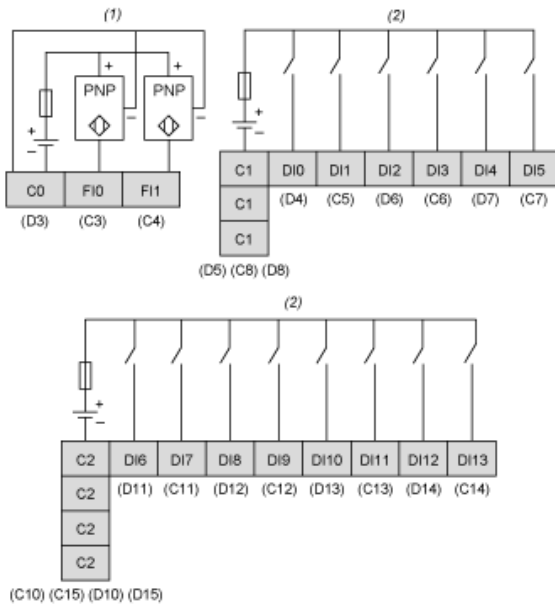 (1)
+ +
PNP PNP
+ - -
-
C0 FI0 FI1
(D3) (C3) (C4)
(2)
+
-
C1 DI0 DI1 DI2 DI3 DI4 DI5
(D4) (C5) (D6) (C6) (D7) (C7)
C1
C1
(D5) (C8) (D8)
(2)
+
-
C2 DI6 DI7 DI8 DI9 DI10 DI11 DI12 DI13
(D11) (C11) (D12) (C12) (D13) (C13) (D14) (C14)
C2
C2
C2
(C10) (C15) (D10) (D15)